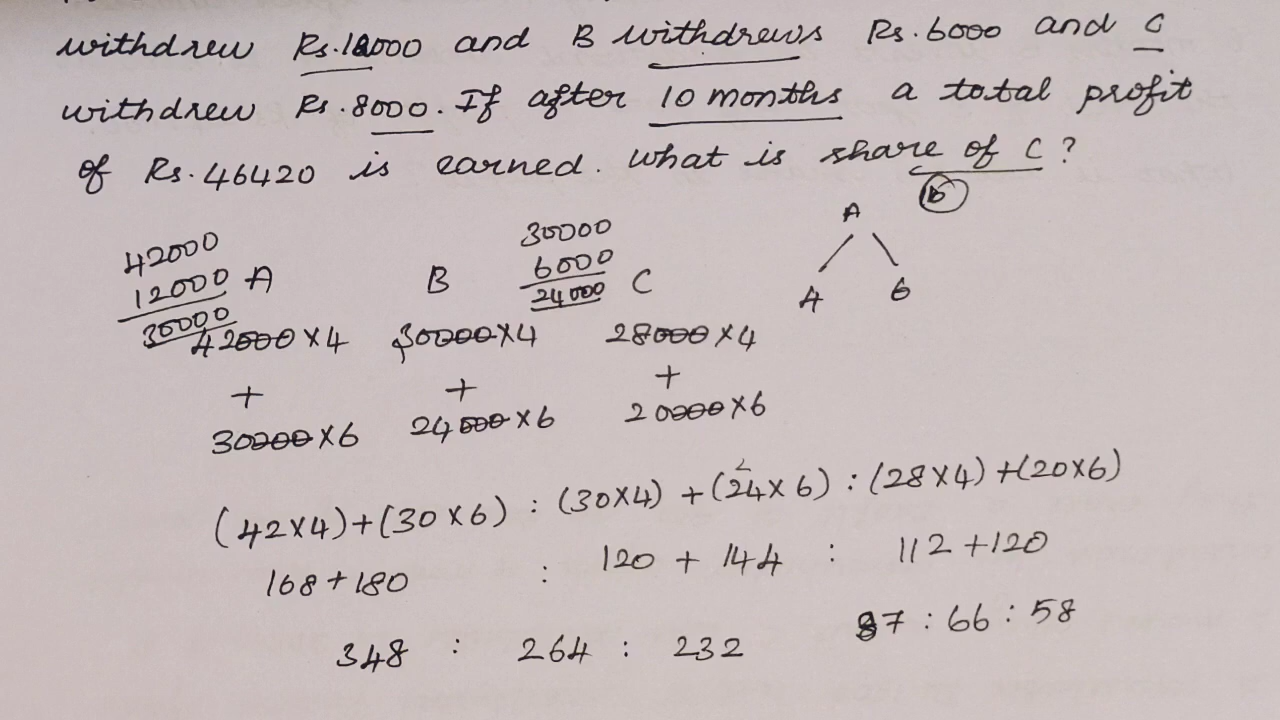 withdrew Rs.12000 and B withdrews Rs.6000 and C
withdrew Rs.8000. If after 10 months a total profit
of Rs.46420 is earned. What is share of C?
42000
12000
30000
A
B
30000
6000
24000
C
A
A 6
42000×4 30000×4 28000×4
+ + +
30000×6 24000×6 20000×6
(42×4)+(30×6) : (30×4)+(24×6) : (28×4)+(20×6)
168+180 : 120+144 : 112+120
348 : 264 : 232
87:66:58